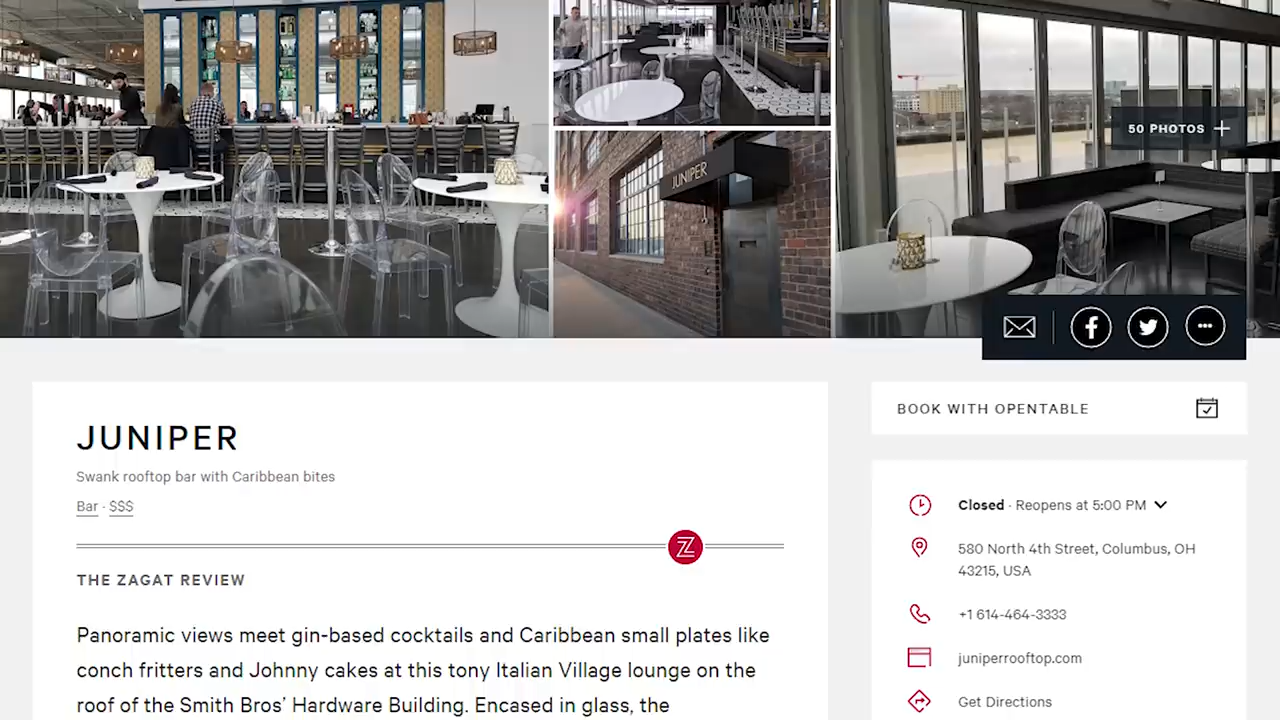 JUNIPER
50 PHOTOS
BOOK WITH OPENTABLE
JUNIPER
Swank rooftop bar with Caribbean bites
Bar · $$$
THE ZAGAT REVIEW
Panoramic views meet gin-based cocktails and Caribbean small plates like
conch fritters and Johnny cakes at this tony Italian Village lounge on the
roof of the Smith Bros’ Hardware Building. Encased in glass, the
Closed · Reopens at 5:00 PM
580 North 4th Street, Columbus, OH
43215, USA
+1 614-464-3333
juniperrooftop.com
Get Directions